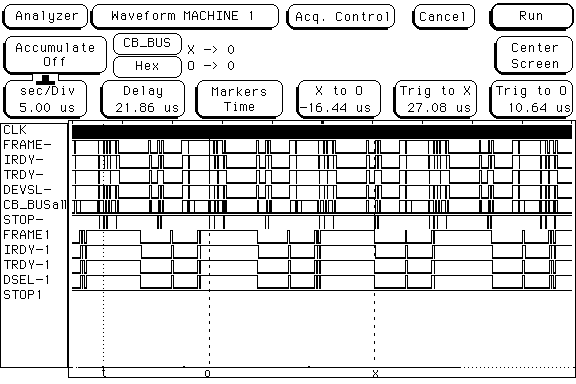 Analyzer Waveform MACHINE 1 Acq. Control Cancel Run
Accumulate
Off
CB_BUS X -> 0
Hex O -> 0
Center
Screen
sec/Div
5.00 us
Delay
21.86 us
Markers
Time
X to O
-16.44 us
Trig to X
27.08 us
Trig to O
10.64 us
CLK
FRAME-
IRDY-
TRDY-
DEVSL-
CB_BUSall
STOP-
FRAME1
IRDY-1
TRDY-1
DSEL-1
STOP1
t O X